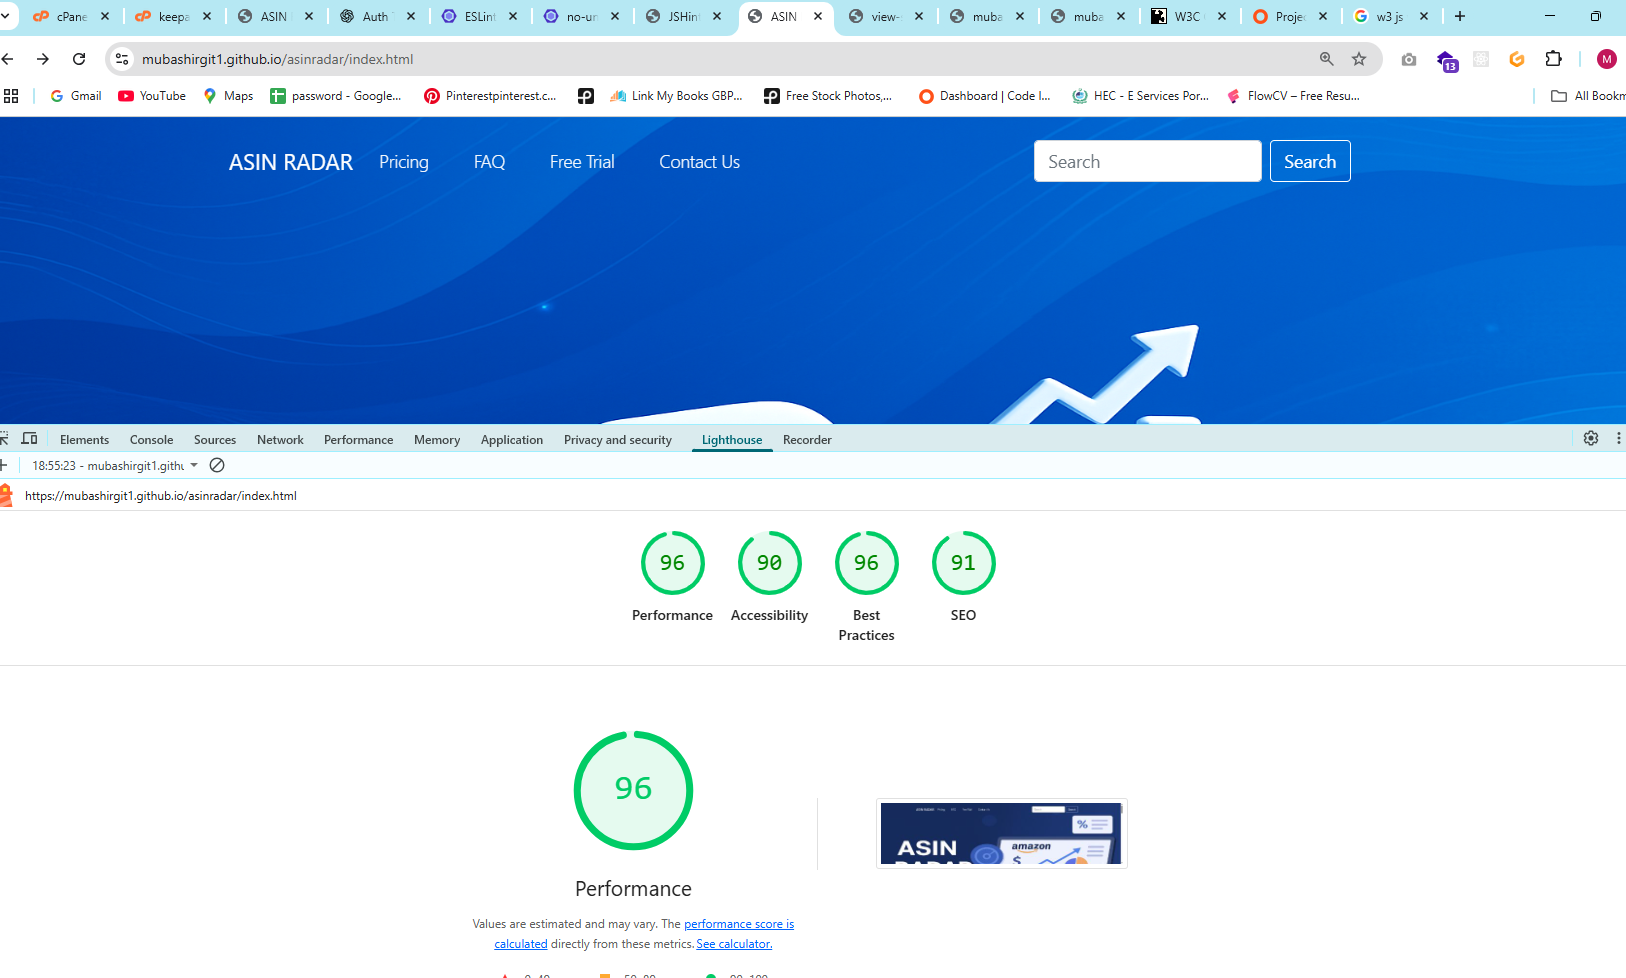 cPane
keepa
ASIN
Auth
ESLint
no-un
JSHin
ASIN
view-
muba
muba
W3C
Projec
w3 js
mubashirgit1.github.io/asinradar/index.html
13
M
Gmail
YouTube
Maps
password - Google...
Pinterestpinterest.c...
Link My Books GBP...
Free Stock Photos,...
Dashboard | Code I...
HEC - E Services Por...
FlowCV – Free Resu...
All Bookm
ASIN RADAR Pricing FAQ Free Trial Contact Us Search Search
Elements Console Sources Network Performance Memory Application Privacy and security Lighthouse Recorder
18:55:23 - mubashirgit1.githu
https://mubashirgit1.github.io/asinradar/index.html
96 90 96 91
Performance Accessibility Best Practices SEO
96
ASIN
amazon
%
$
Performance
Values are estimated and may vary. The performance score is
calculated directly from these metrics. See calculator.